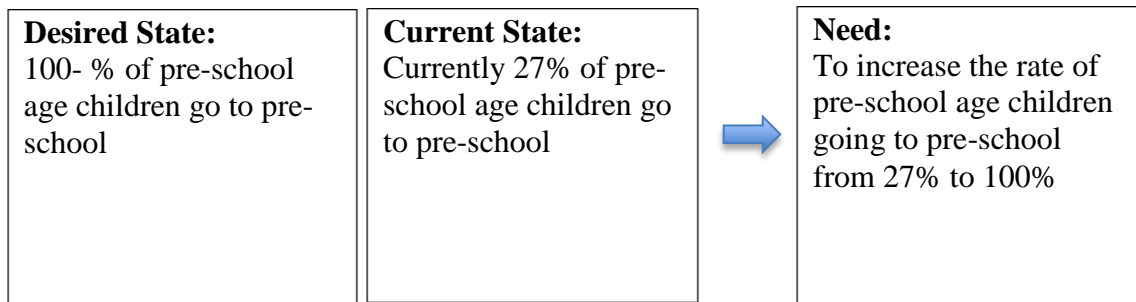 Desired State:
100- % of pre-school
age children go to pre-
school
Current State:
Currently 27% of pre-
school age children go
to pre-school
Need:
To increase the rate of
pre-school age children
going to pre-school
from 27% to 100%